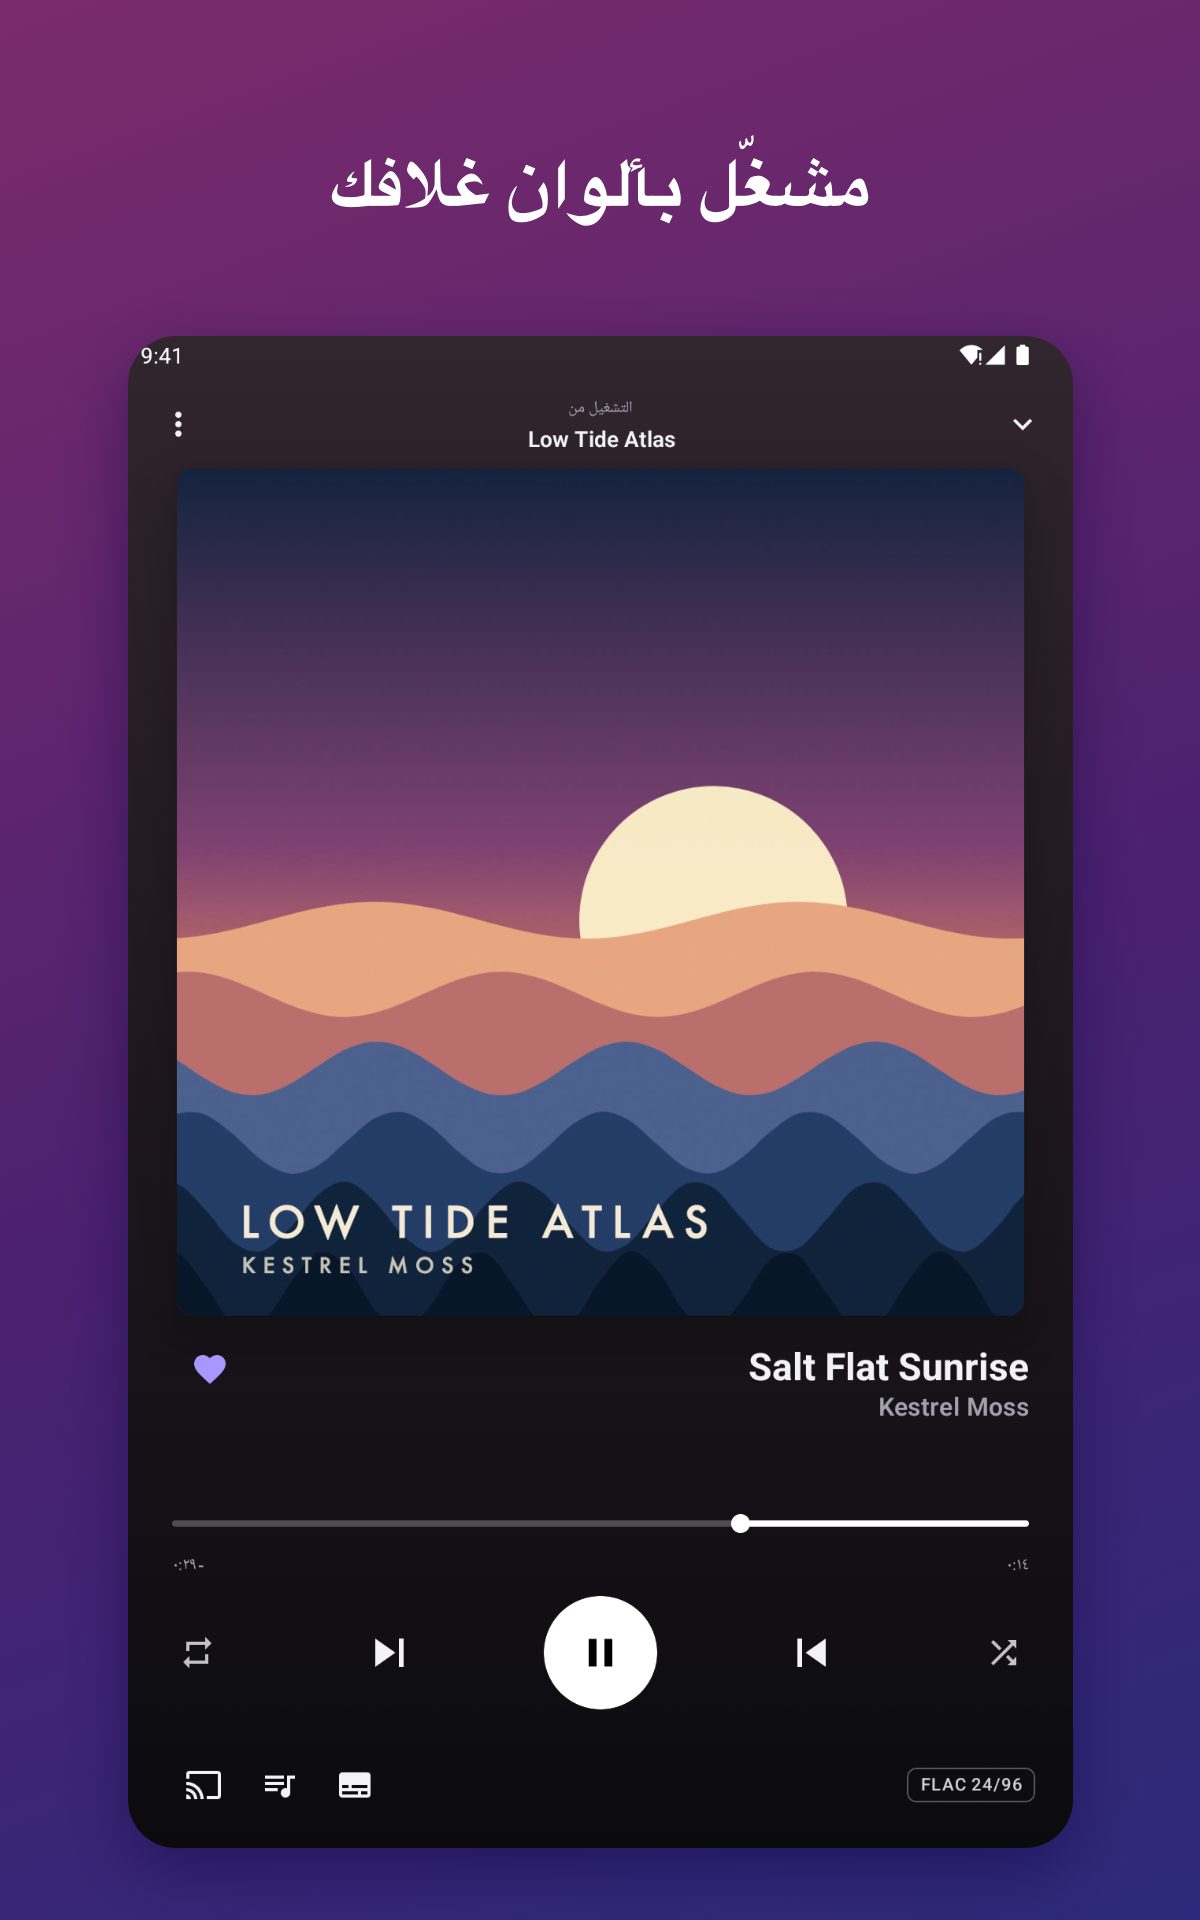 مشغّل بألوان غلافك
9:41
التشغيل من
Low Tide Atlas
LOW TIDE ATLAS
KESTREL MOSS
Salt Flat Sunrise
Kestrel Moss
٠:١٤
-٠:٢٩
FLAC 24/96